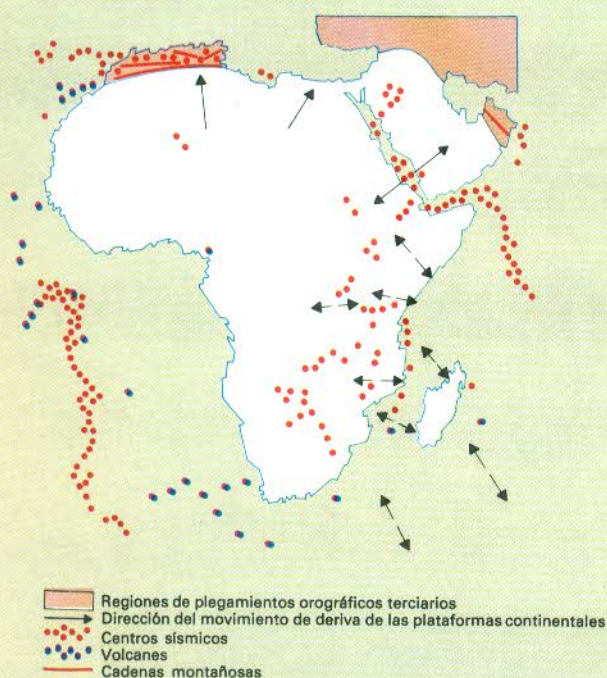 Regiones de plegamientos orográficos terciarios
Dirección del movimiento de deriva de las plataformas continentales
Centros sísmicos
Volcanes
Cadenas montañosas